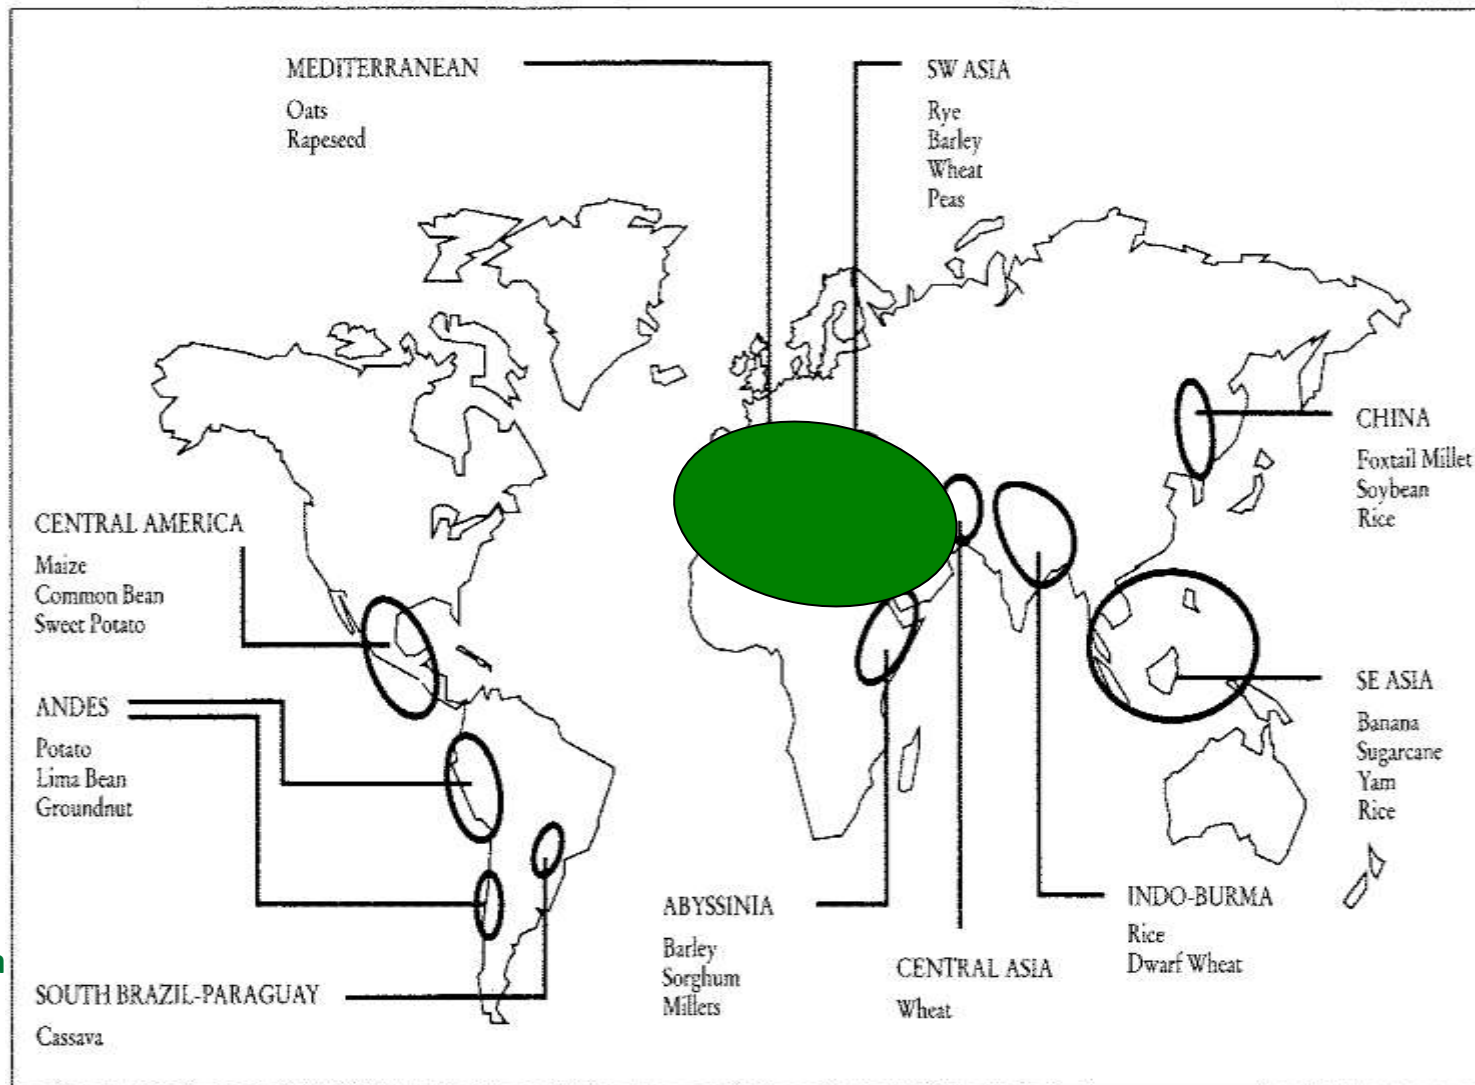 MEDITERRANEAN
Oats
Rapeseed
SW ASIA
Rye
Barley
Wheat
Peas
CHINA
Foxtail Millet
Soybean
Rice
CENTRAL AMERICA
Maize
Common Bean
Sweet Potato
SE ASIA
Banana
Sugarcane
Yam
Rice
ANDES
Potato
Lima Bean
Groundnut
ABYSSINIA
Barley
Sorghum
Millets
CENTRAL ASIA
Wheat
INDO-BURMA
Rice
Dwarf Wheat
SOUTH BRAZIL-PARAGUAY
Cassava